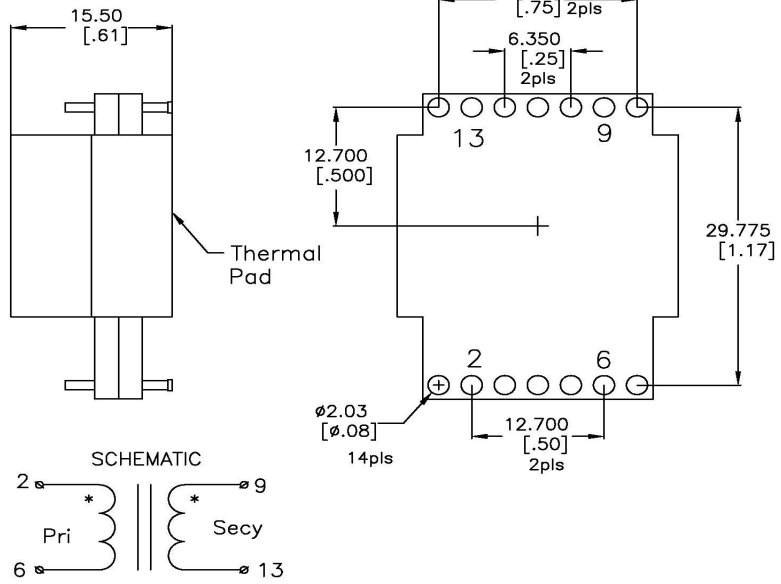 15.50
[.61]
[.75] 2pls
6.350
[.25]
2pls
13
9
12.700
[.500]
29.775
[1.17]
Thermal
Pad
2
6
ø2.03
[ø.08]
14pls
12.700
[.50]
2pls
SCHEMATIC
2
*
*
9
Pri
Secy
6
13